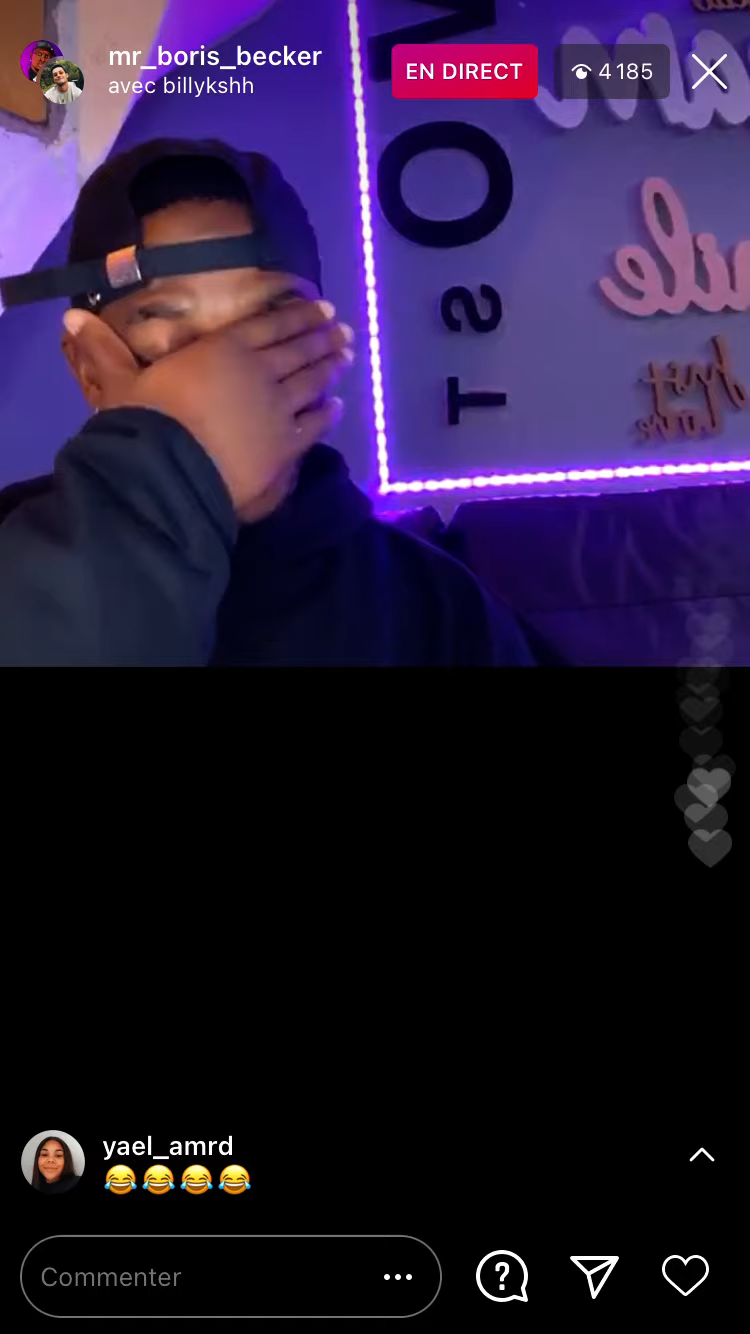 mr_boris_becker
avec billykshh
EN DIRECT
4 185
O
S
T
yael_amrd
😂😂😂😂
Commenter